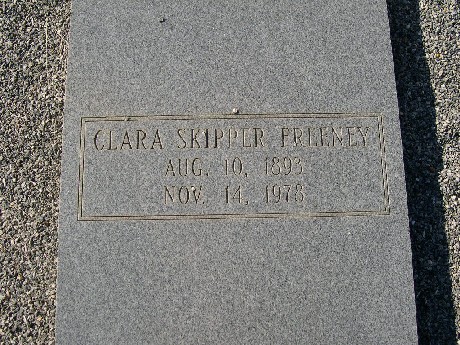 CLARA SKIPPER FREENEY
AUG. 10, 1893
NOV. 14, 1978